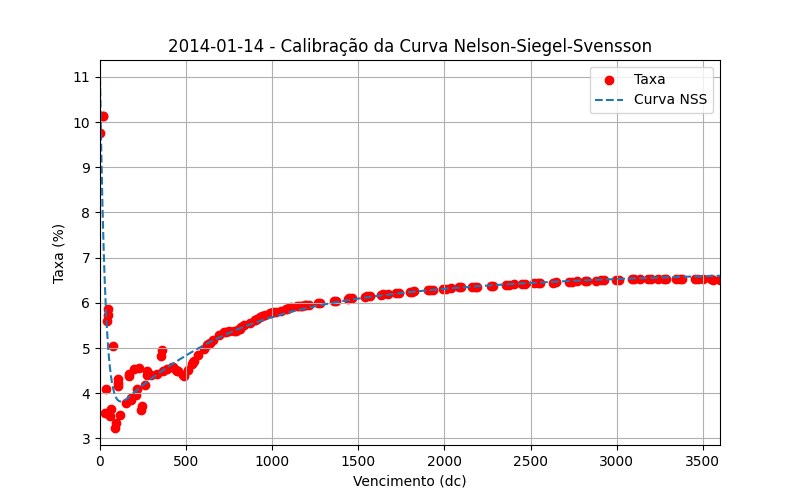 2014-01-14 - Calibração da Curva Nelson-Siegel-Svensson
Taxa
Curva NSS
Taxa (%)
11
10
9
8
7
6
5
4
3
0 500 1000 1500 2000 2500 3000 3500
Vencimento (dc)